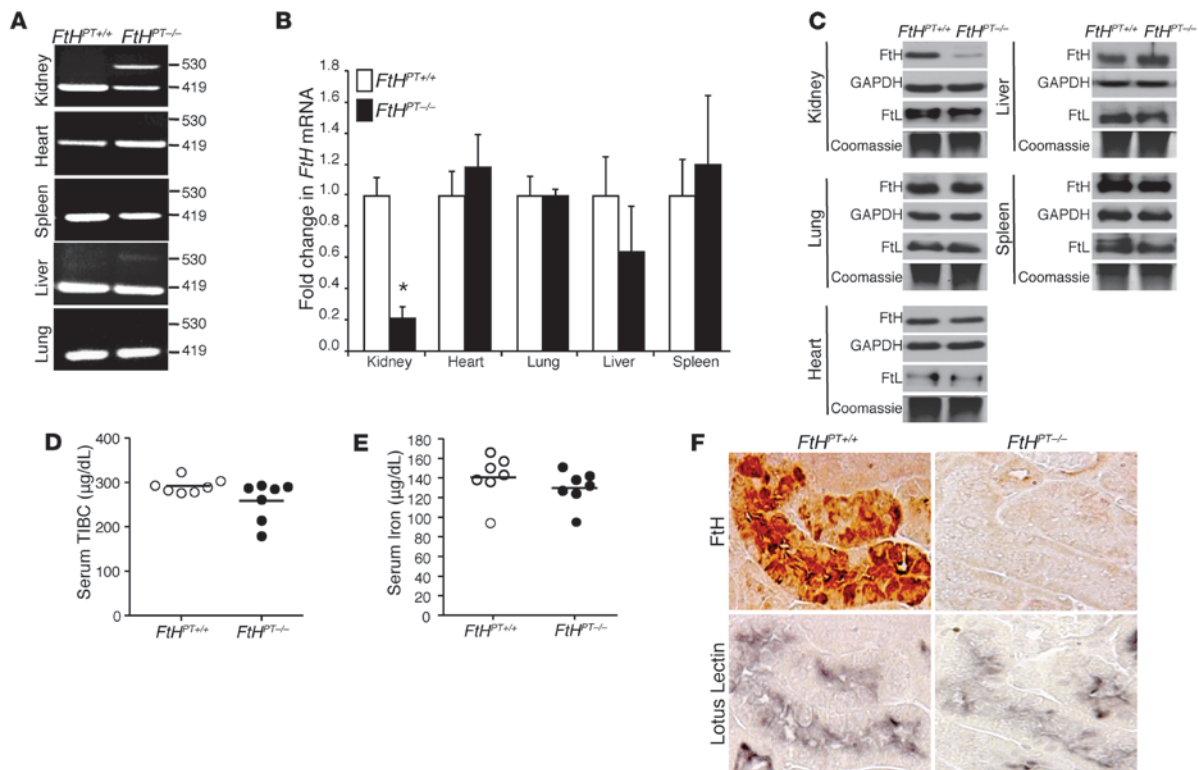 A
FtH^PT+/+ FtH^PT–/–
Kidney
530
419
Heart
530
419
Spleen
530
419
Liver
530
419
Lung
530
419
B
Fold change in FtH mRNA
1.8
1.6
1.4
1.2
1.0
0.8
0.6
0.4
0.2
0.0
FtH^PT+/+
FtH^PT–/–
*
Kidney Heart Lung Liver Spleen
C
FtH^PT+/+ FtH^PT–/–
Kidney
FtH
GAPDH
FtL
Coomassie
Lung
FtH
GAPDH
FtL
Coomassie
Heart
FtH
GAPDH
FtL
Coomassie
FtH^PT+/+ FtH^PT–/–
Liver
FtH
GAPDH
FtL
Coomassie
Spleen
FtH
GAPDH
FtL
Coomassie
D
Serum TIBC (µg/dL)
400
300
200
100
0
FtH^PT+/+ FtH^PT–/–
E
Serum Iron (µg/dL)
180
160
140
120
100
80
60
40
20
0
FtH^PT+/+ FtH^PT–/–
F
FtH^PT+/+ FtH^PT–/–
FtH
Lotus Lectin